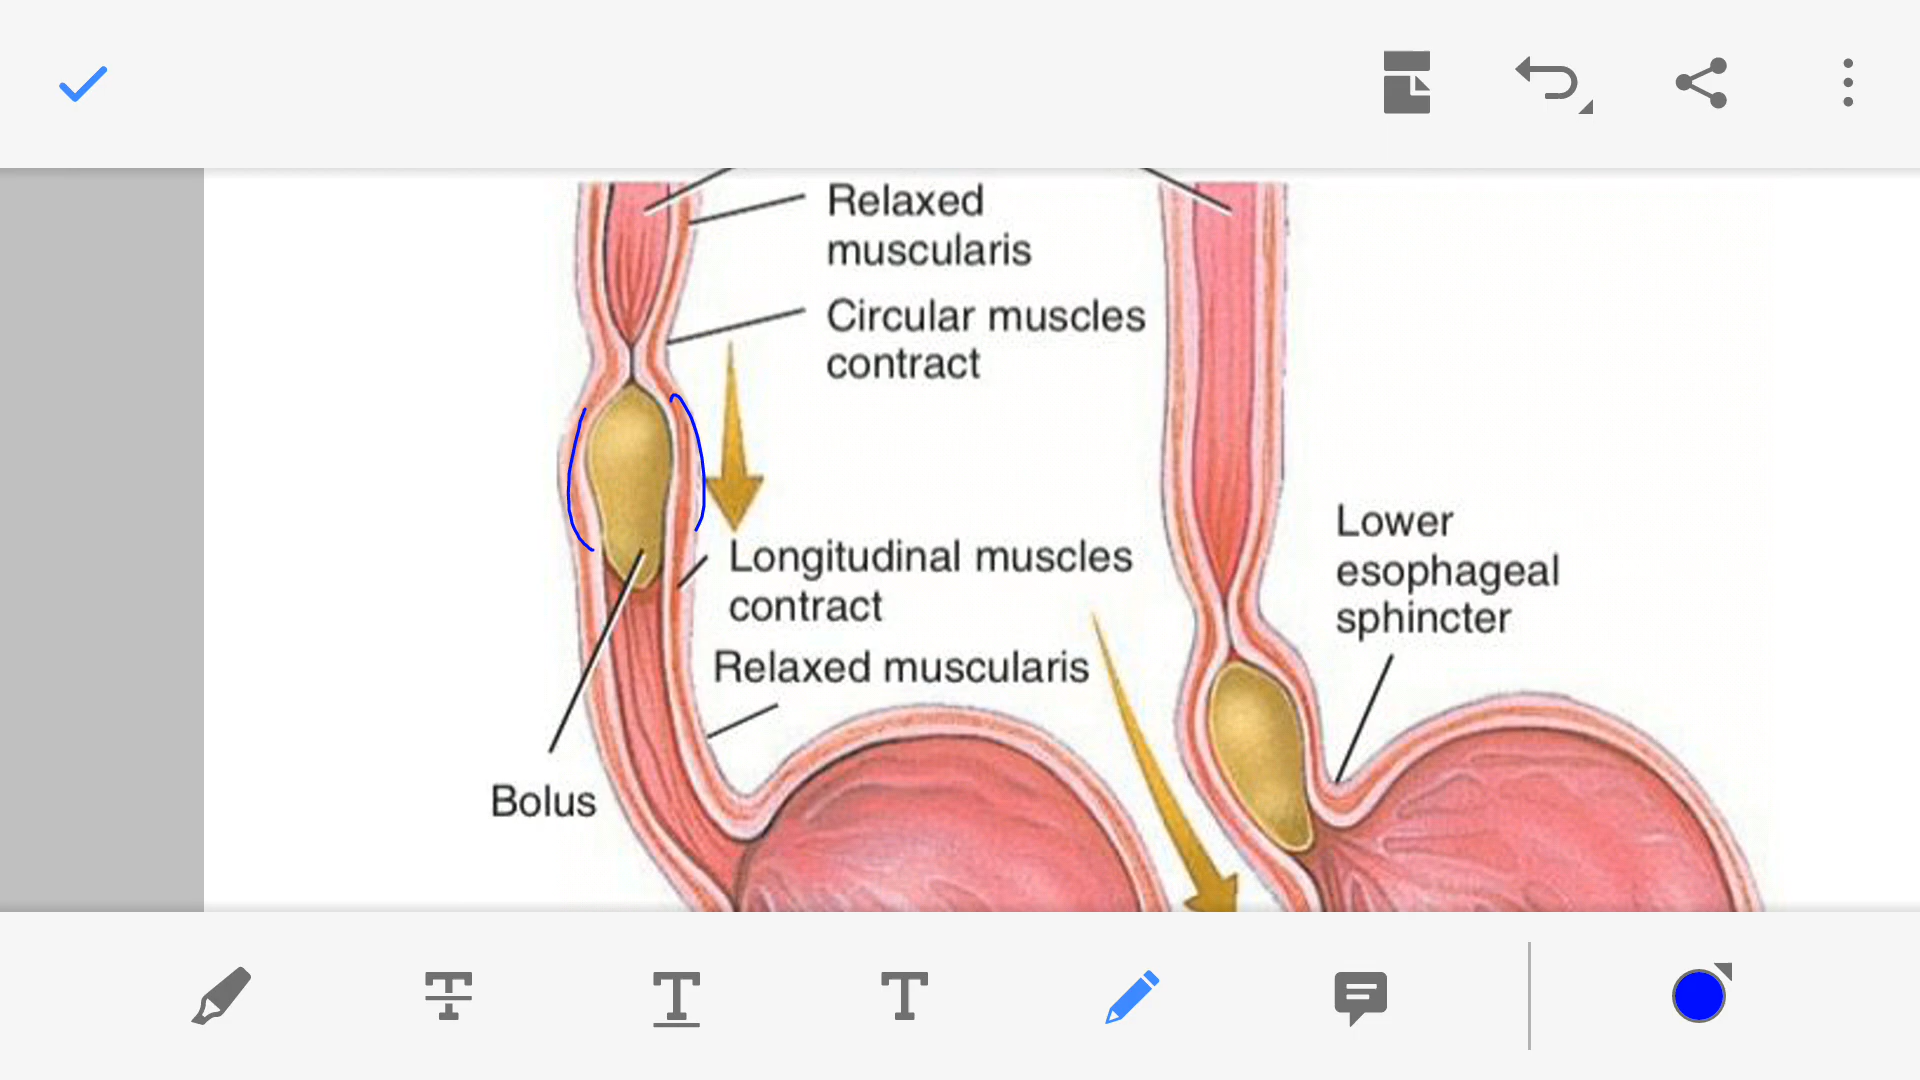 Relaxed
muscularis
Circular muscles
contract
Longitudinal muscles
contract
Relaxed muscularis
Bolus
Lower
esophageal
sphincter